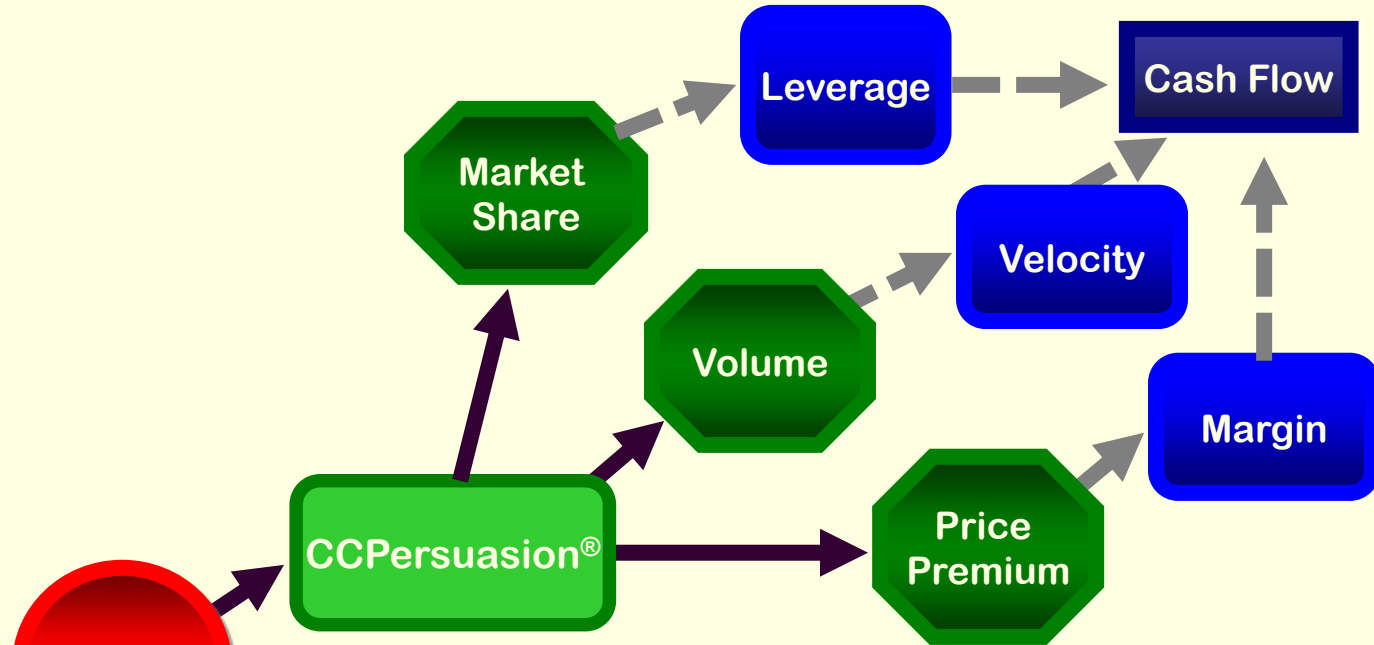 Leverage
Cash Flow
Market
Share
Velocity
Volume
Margin
Price
Premium
CCPersuasion®